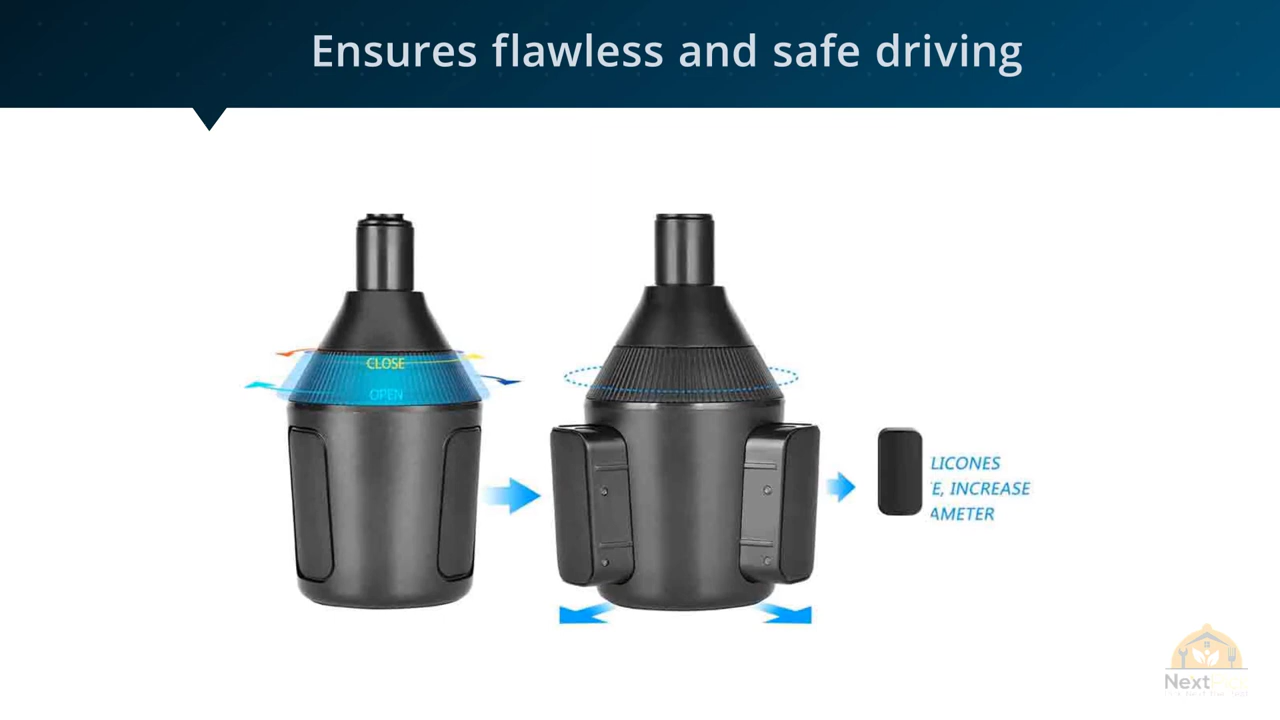 Ensures flawless and safe driving
CLOSE
OPEN
LICONES
E, INCREASE
AMETER
Next